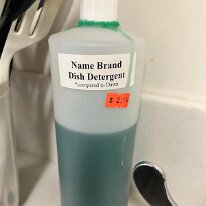 Name Brand
Dish Detergent
*compared to Dawn
$ 2.19